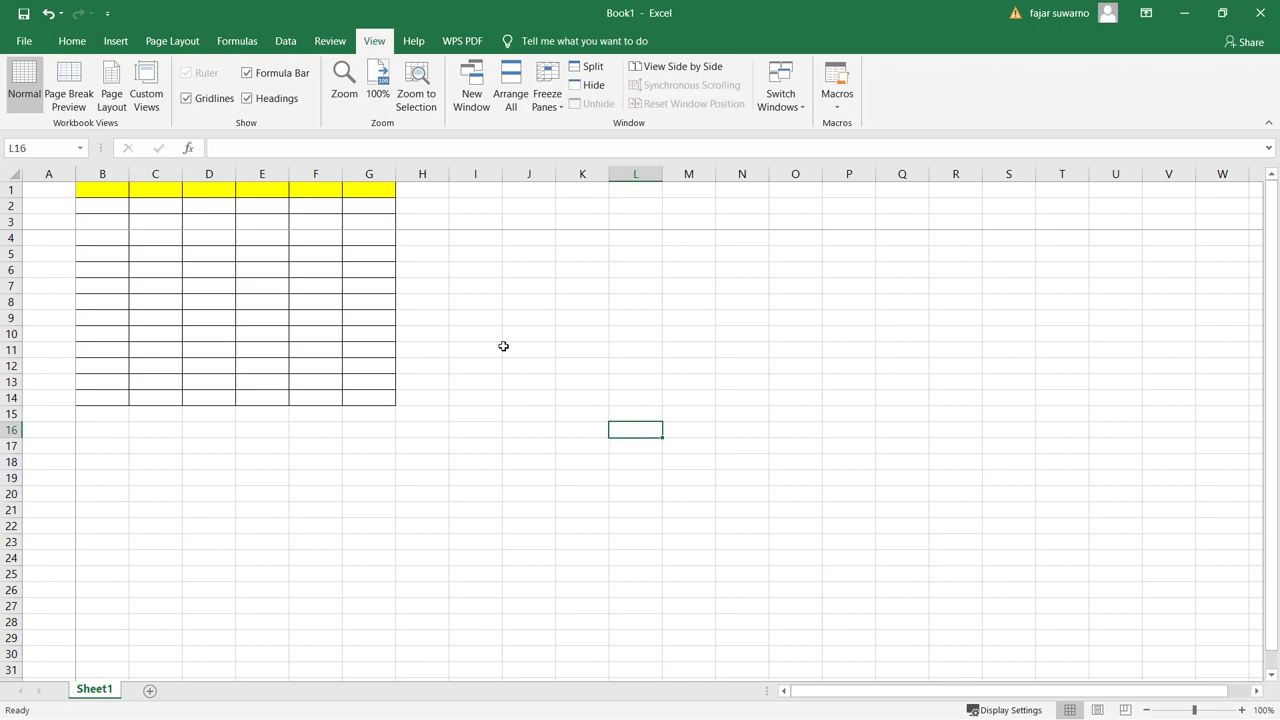 Book1 - Excel
fajar suwarno
File Home Insert Page Layout Formulas Data Review View Help WPS PDF Tell me what you want to do Share
Normal
Page Break Preview
Page Layout
Custom Views
Workbook Views
Ruler
Formula Bar
Gridlines
Headings
Show
Zoom
100
100%
Zoom to Selection
Zoom
New Window
Arrange All
Freeze Panes
Split
Hide
Unhide
View Side by Side
Synchronous Scrolling
Reset Window Position
Window
Switch Windows
Macros
Macros
L16
fx
A B C D E F G H I J K L M N O P Q R S T U V W
1
2
3
4
5
6
7
8
9
10
11
12
13
14
15
16
17
18
19
20
21
22
23
24
25
26
27
28
29
30
31
Sheet1
Ready
Display Settings
100%